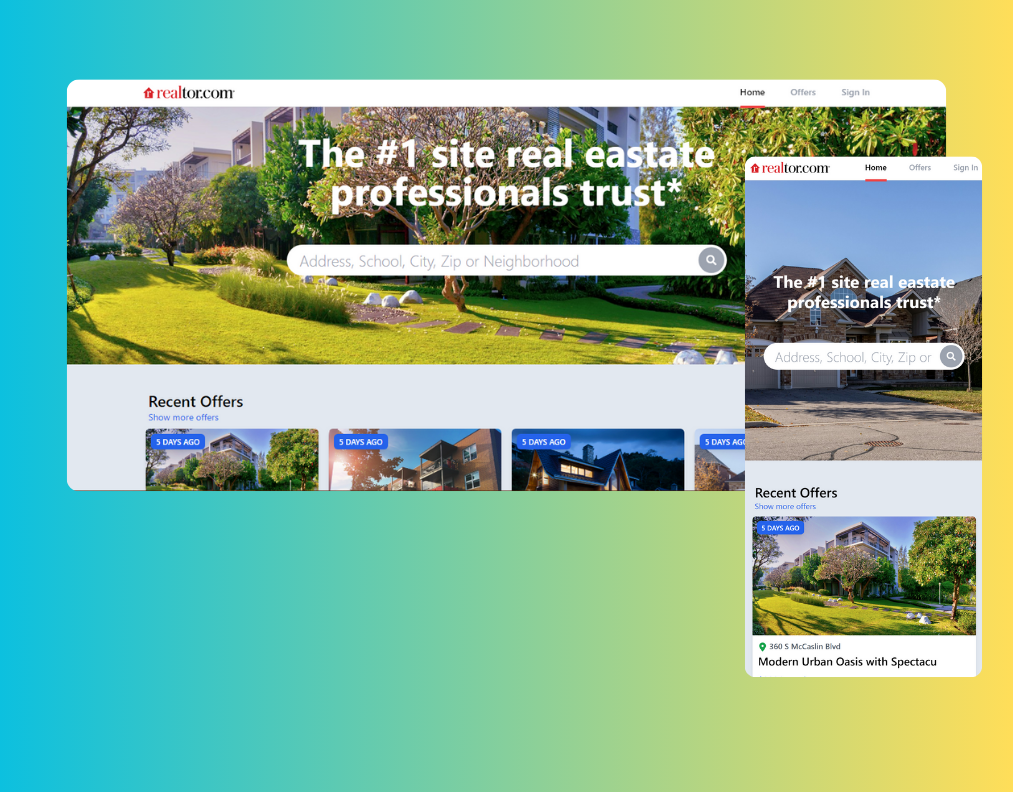 realtor.com
Home Offers Sign In
The #1 site real eastate
professionals trust*
Address, School, City, Zip or Neighborhood
Recent Offers
Show more offers
5 DAYS AGO 5 DAYS AGO 5 DAYS AGO 5 DAYS AGO
realtor.com
Home Offers Sign In
The #1 site real eastate
professionals trust*
Address, School, City, Zip or
Recent Offers
Show more offers
5 DAYS AGO
360 S McCaslin Blvd
Modern Urban Oasis with Spectacu